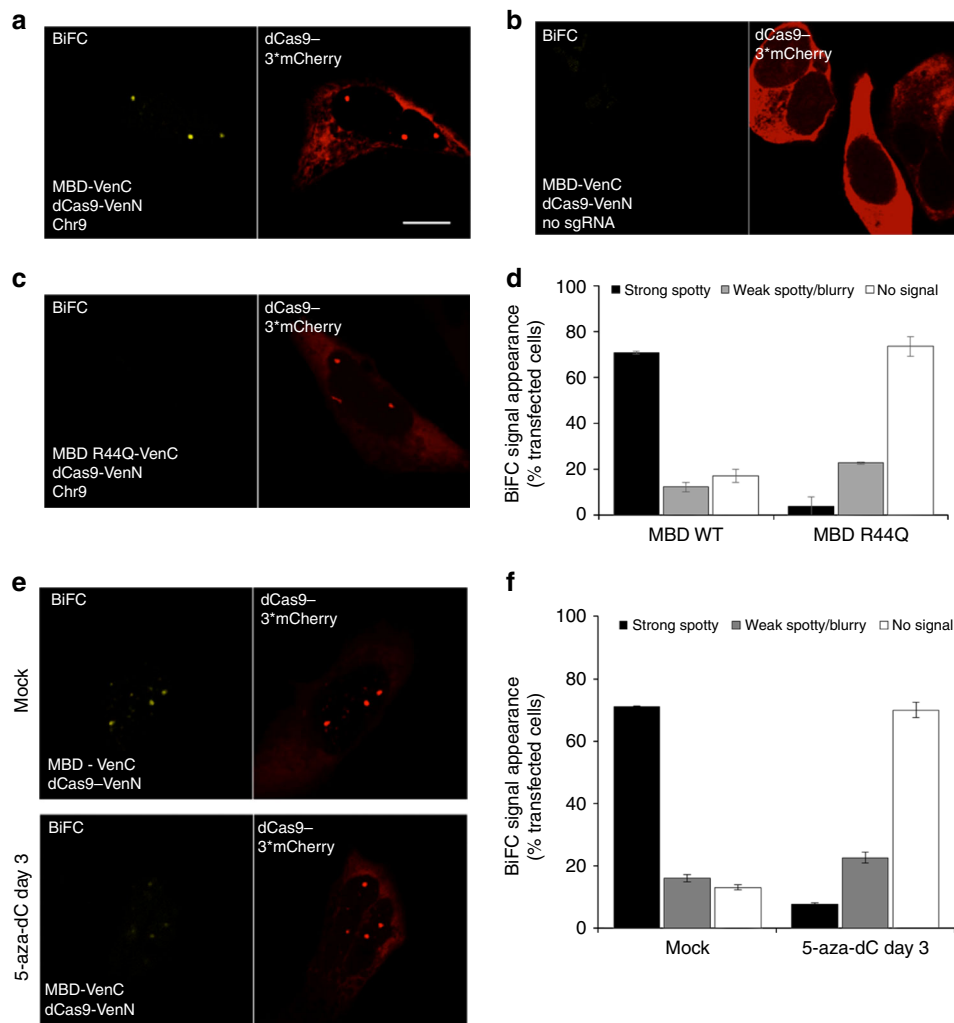 a
BiFC
dCas9–
3*mCherry
MBD-VenC
dCas9-VenN
Chr9
b
BiFC
dCas9–
3*mCherry
MBD-VenC
dCas9-VenN
no sgRNA
c
BiFC
dCas9–
3*mCherry
MBD R44Q-VenC
dCas9-VenN
Chr9
d
Strong spotty Weak spotty/blurry No signal
BiFC signal appearance
(% transfected cells)
100
80
60
40
20
0
MBD WT MBD R44Q
e
Mock
BiFC
dCas9–
3*mCherry
MBD - VenC
dCas9–VenN
5-aza-dC day 3
BiFC
dCas9–
3*mCherry
MBD-VenC
dCas9-VenN
f
Strong spotty Weak spotty/blurry No signal
BiFC signal appearance
(% transfected cells)
100
80
60
40
20
0
Mock 5-aza-dC day 3